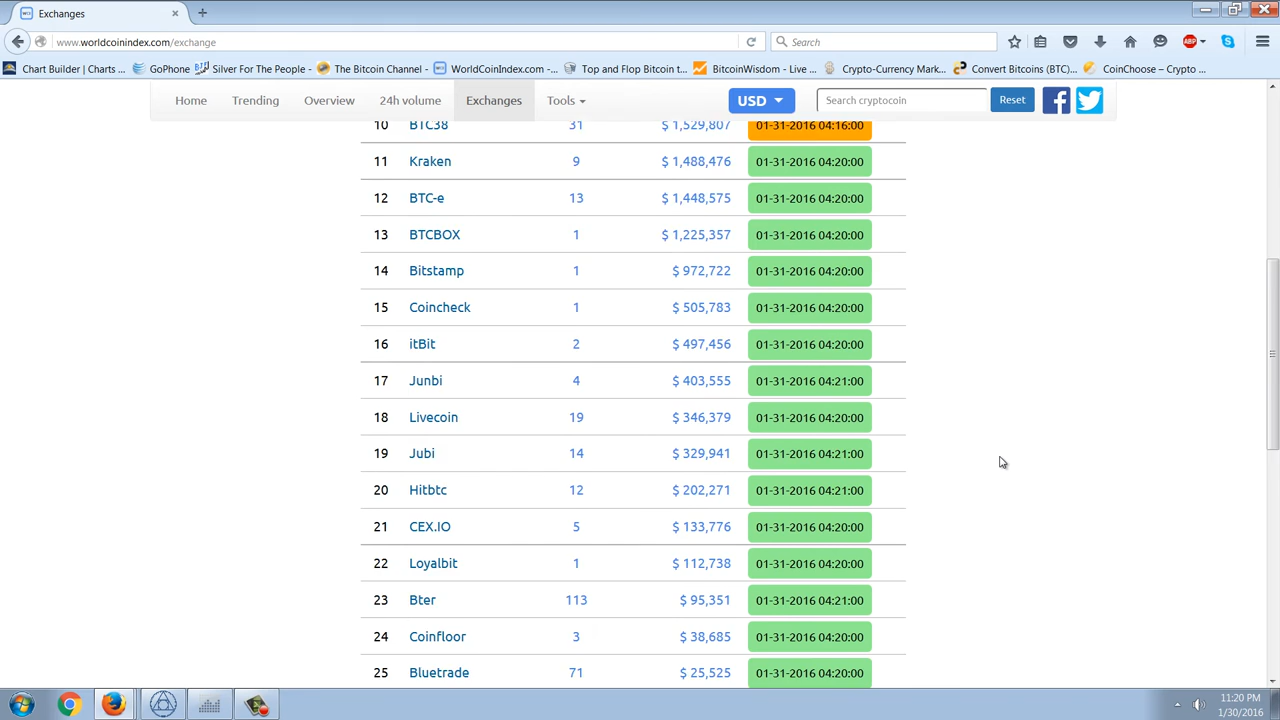 Exchanges
www.worldcoinindex.com/exchange
Search
ABP
Chart Builder | Charts ...
GoPhone
Silver For The People - ...
The Bitcoin Channel - ...
WorldCoinIndex.com -...
Top and Flop Bitcoin t...
BitcoinWisdom - Live ...
Crypto-Currency Mark...
Convert Bitcoins (BTC)...
CoinChoose – Crypto ...
Home Trending Overview 24h volume Exchanges Tools USD Search cryptocoin Reset
10 BTC38 31 $ 1,529,807 01-31-2016 04:16:00
11 Kraken 9 $ 1,488,476 01-31-2016 04:20:00
12 BTC-e 13 $ 1,448,575 01-31-2016 04:20:00
13 BTCBOX 1 $ 1,225,357 01-31-2016 04:20:00
14 Bitstamp 1 $ 972,722 01-31-2016 04:20:00
15 Coincheck 1 $ 505,783 01-31-2016 04:20:00
16 itBit 2 $ 497,456 01-31-2016 04:20:00
17 Junbi 4 $ 403,555 01-31-2016 04:21:00
18 Livecoin 19 $ 346,379 01-31-2016 04:20:00
19 Jubi 14 $ 329,941 01-31-2016 04:21:00
20 Hitbtc 12 $ 202,271 01-31-2016 04:21:00
21 CEX.IO 5 $ 133,776 01-31-2016 04:20:00
22 Loyalbit 1 $ 112,738 01-31-2016 04:20:00
23 Bter 113 $ 95,351 01-31-2016 04:21:00
24 Coinfloor 3 $ 38,685 01-31-2016 04:20:00
25 Bluetrade 71 $ 25,525 01-31-2016 04:20:00
11:20 PM
1/30/2016